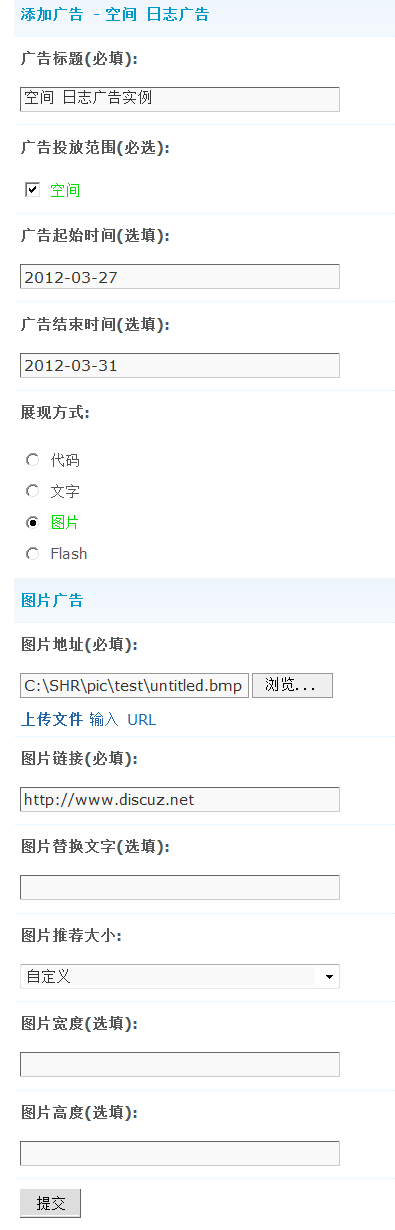 添加广告 - 空间 日志广告
广告标题(必填):
空间 日志广告实例
广告投放范围(必选):
空间
广告起始时间(选填):
2012-03-27
广告结束时间(选填):
2012-03-31
展现方式:
代码
文字
图片
Flash
图片广告
图片地址(必填):
C:\SHR\pic\test\untitled.bmp 浏览...
上传文件 输入 URL
图片链接(必填):
http://www.discuz.net
图片替换文字(选填):
图片推荐大小:
自定义
图片宽度(选填):
图片高度(选填):
提交